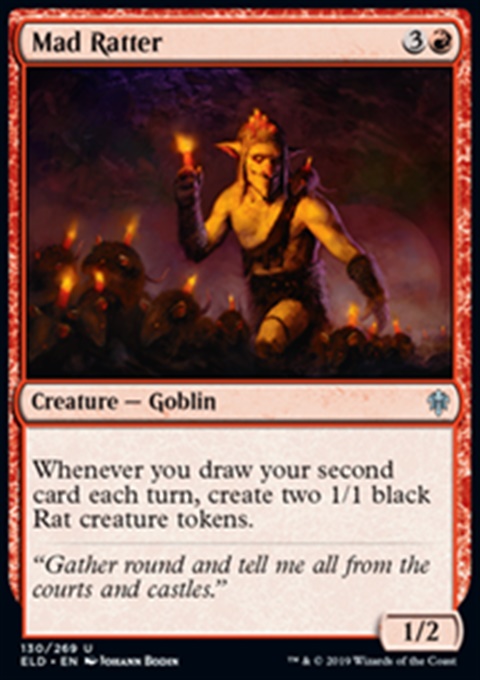 Mad Ratter 3
Creature — Goblin
Whenever you draw your second
card each turn, create two 1/1 black
Rat creature tokens.
“Gather round and tell me all from the
courts and castles.”
1/2
130/269 U
ELD • EN Johann Bodin ™ & © 2019 Wizards of the Coast